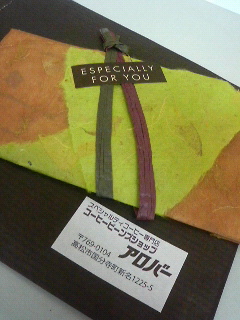 ESPECIALLY
FOR YOU
スペシャルティコーヒー専門店
コーヒービーンズショップ
アロバー
〒769-0104
高松市国分寺町新名1225-5